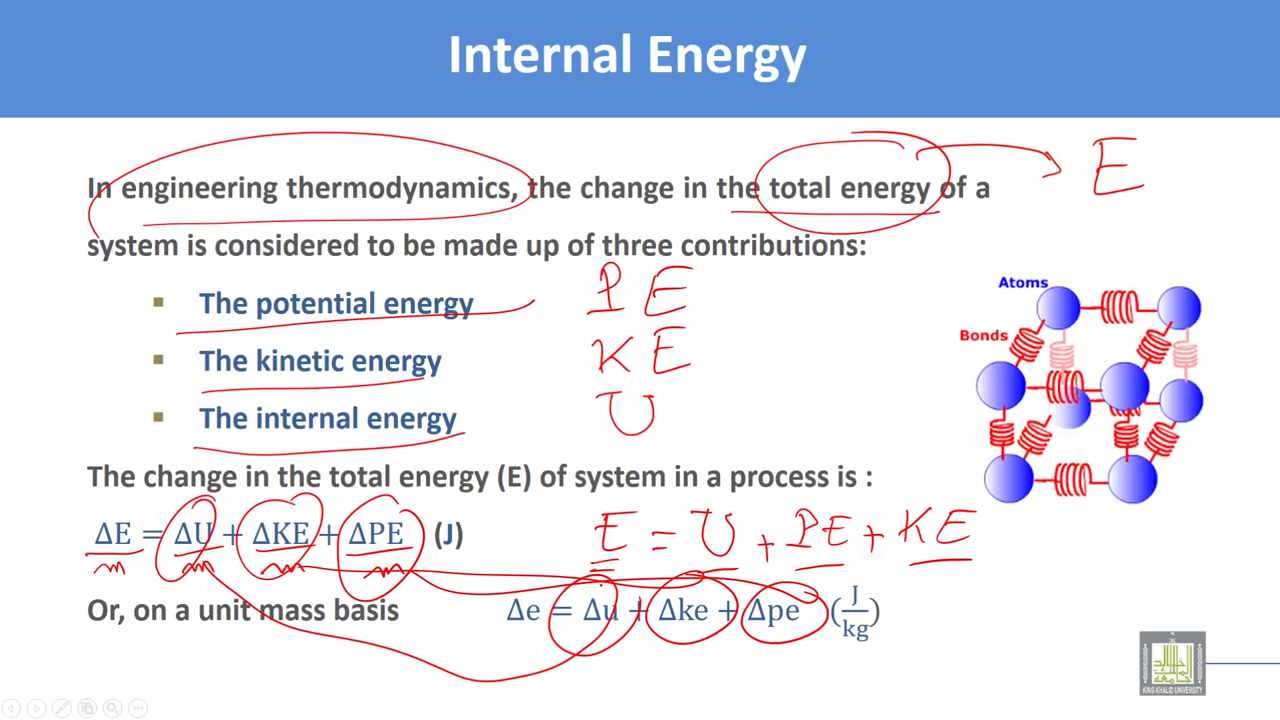 Internal Energy
In engineering thermodynamics, the change in the total energy of a
E
system is considered to be made up of three contributions:
▪ The potential energy
PE
▪ The kinetic energy
KE
▪ The internal energy
U
Atoms
Bonds
The change in the total energy (E) of system in a process is :
ΔE = ΔU + ΔKE + ΔPE (J)
m m m m
E = U + PE + KE
Or, on a unit mass basis
Δe = Δu + Δke + Δpe (J/kg)
KING KHALID UNIVERSITY